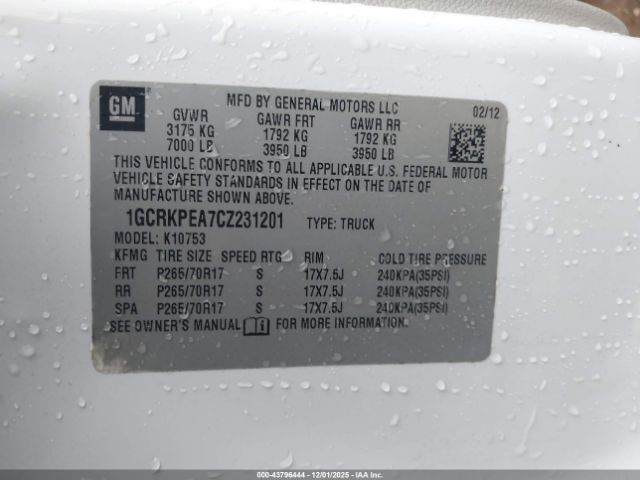 GM
MFD BY GENERAL MOTORS LLC
02/12
GVWR GAWR FRT GAWR RR
3175 KG 1792 KG 1792 KG
7000 LB 3950 LB 3950 LB
THIS VEHICLE CONFORMS TO ALL APPLICABLE U.S. FEDERAL MOTOR
VEHICLE SAFETY STANDARDS IN EFFECT ON THE DATE OF
MANUFACTURE SHOWN ABOVE.
1GCRKPEA7CZ231201 TYPE: TRUCK
MODEL: K10753
KFMG TIRE SIZE SPEED RTG RIM COLD TIRE PRESSURE
FRT P265/70R17 S 17X7.5J 240KPA(35PSI)
RR P265/70R17 S 17X7.5J 240KPA(35PSI)
SPA P265/70R17 S 17X7.5J 240KPA(35PSI)
SEE OWNER'S MANUAL FOR MORE INFORMATION.
000-43796444 • 12/01/2025 • IAAI.com